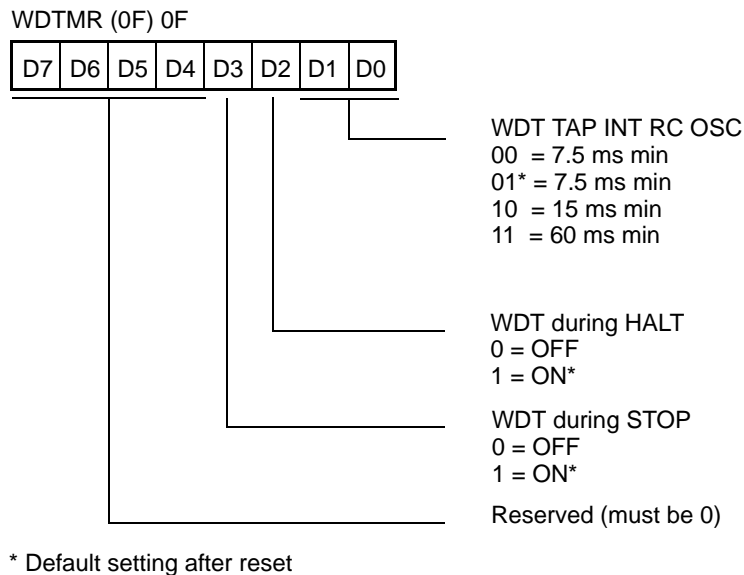 WDTMR (0F) 0F
D7 D6 D5 D4 D3 D2 D1 D0
WDT TAP INT RC OSC
00 = 7.5 ms min
01* = 7.5 ms min
10 = 15 ms min
11 = 60 ms min
WDT during HALT
0 = OFF
1 = ON*
WDT during STOP
0 = OFF
1 = ON*
Reserved (must be 0)
* Default setting after reset